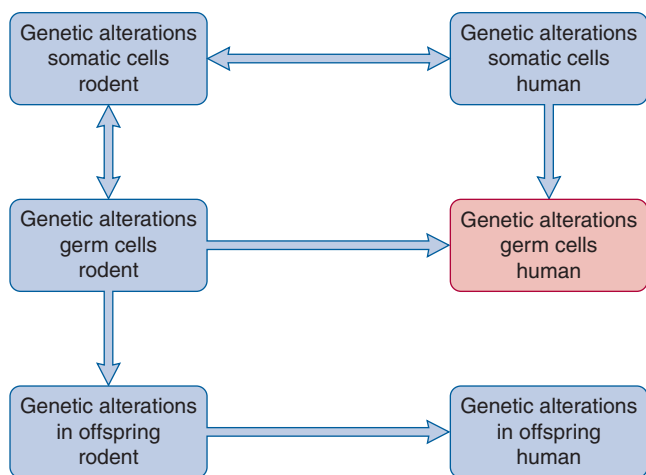 Genetic alterations
somatic cells
rodent
Genetic alterations
somatic cells
human
Genetic alterations
germ cells
rodent
Genetic alterations
germ cells
human
Genetic alterations
in offspring
rodent
Genetic alterations
in offspring
human